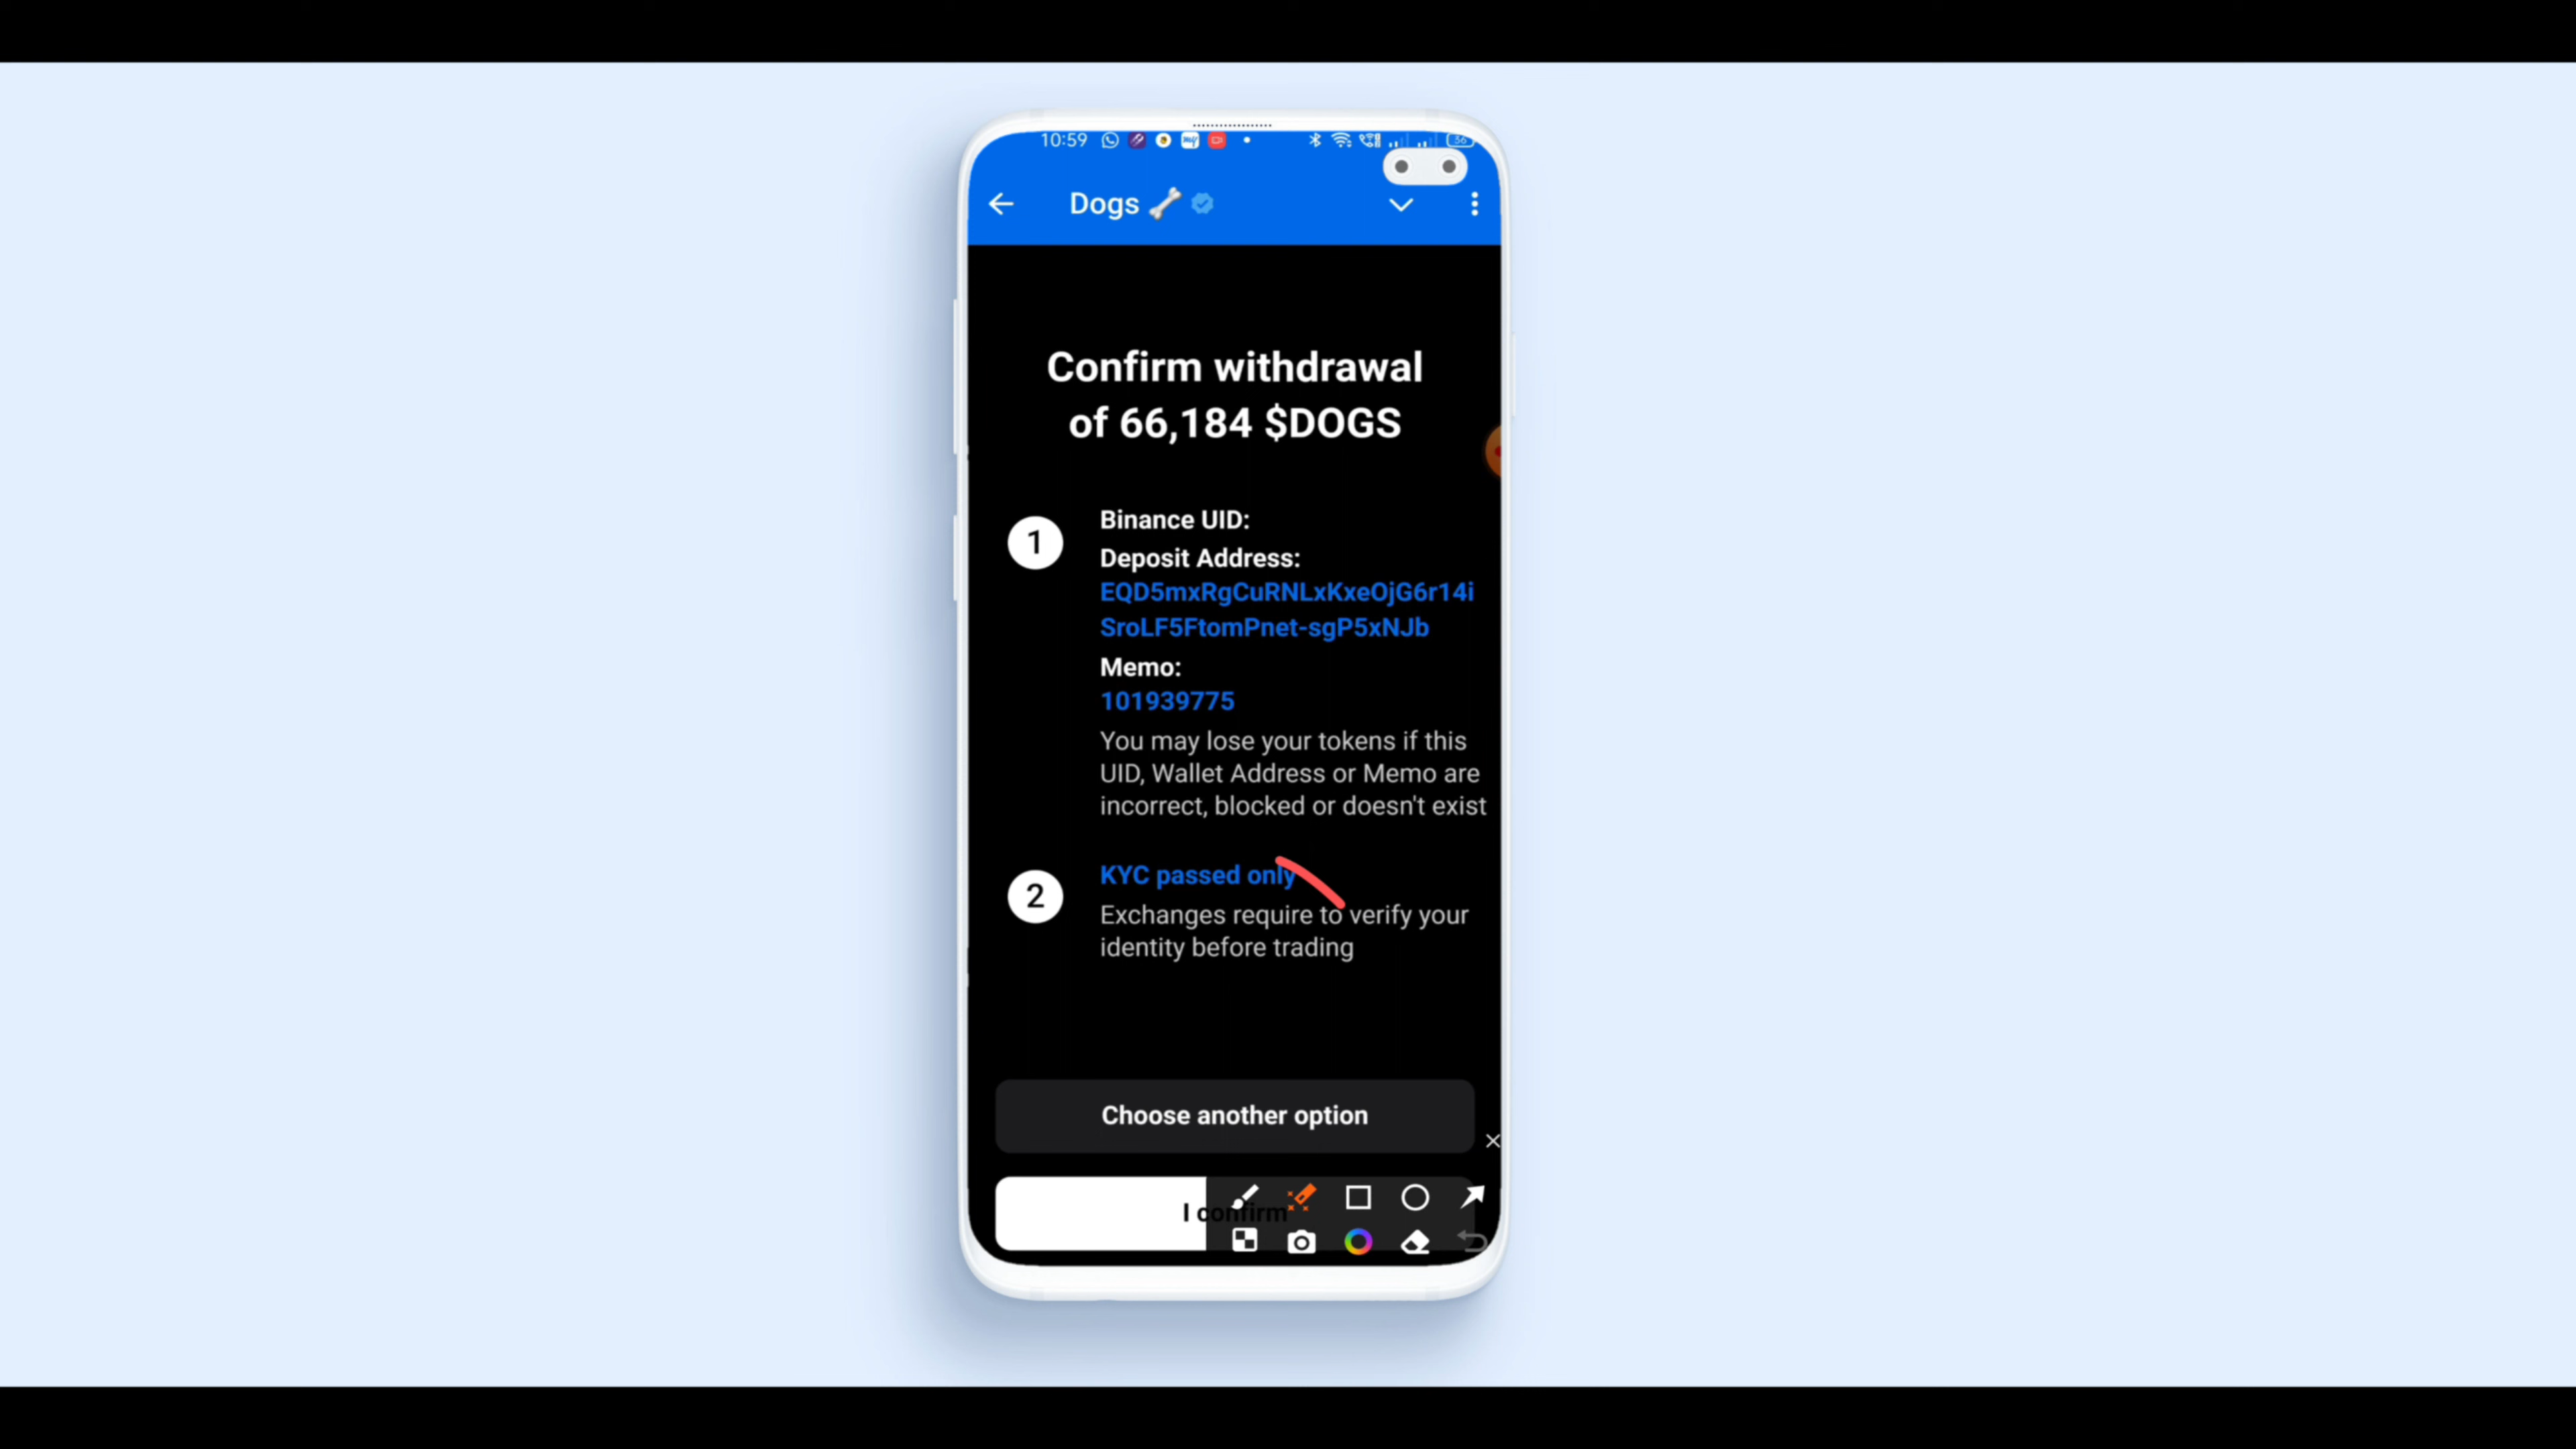 10:59
56
Dogs
Confirm withdrawal
of 66,184 $DOGS
1
Binance UID:
Deposit Address:
EQD5mxRgCuRNLxKxeOjG6r14i
SroLF5FtomPnet-sgP5xNJb
Memo:
101939775
You may lose your tokens if this
UID, Wallet Address or Memo are
incorrect, blocked or doesn't exist
2
KYC passed only
Exchanges require to verify your
identity before trading
Choose another option
I confirm